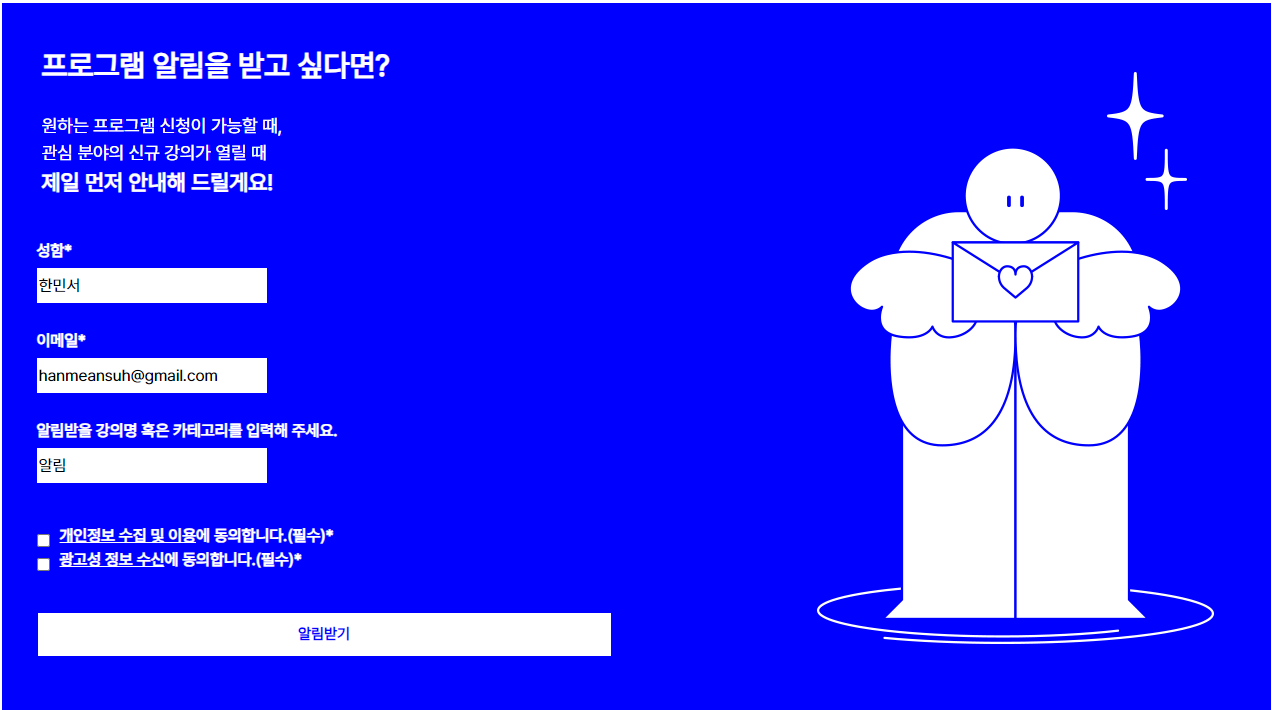 프로그램 알림을 받고 싶다면?
원하는 프로그램 신청이 가능할 때,
관심 분야의 신규 강의가 열릴 때
제일 먼저 안내해 드릴게요!
성함*
한민서
이메일*
hanmeansuh@gmail.com
알림받을 강의명 혹은 카테고리를 입력해 주세요.
알림
개인정보 수집 및 이용에 동의합니다.(필수)*
광고성 정보 수신에 동의합니다.(필수)*
알림받기